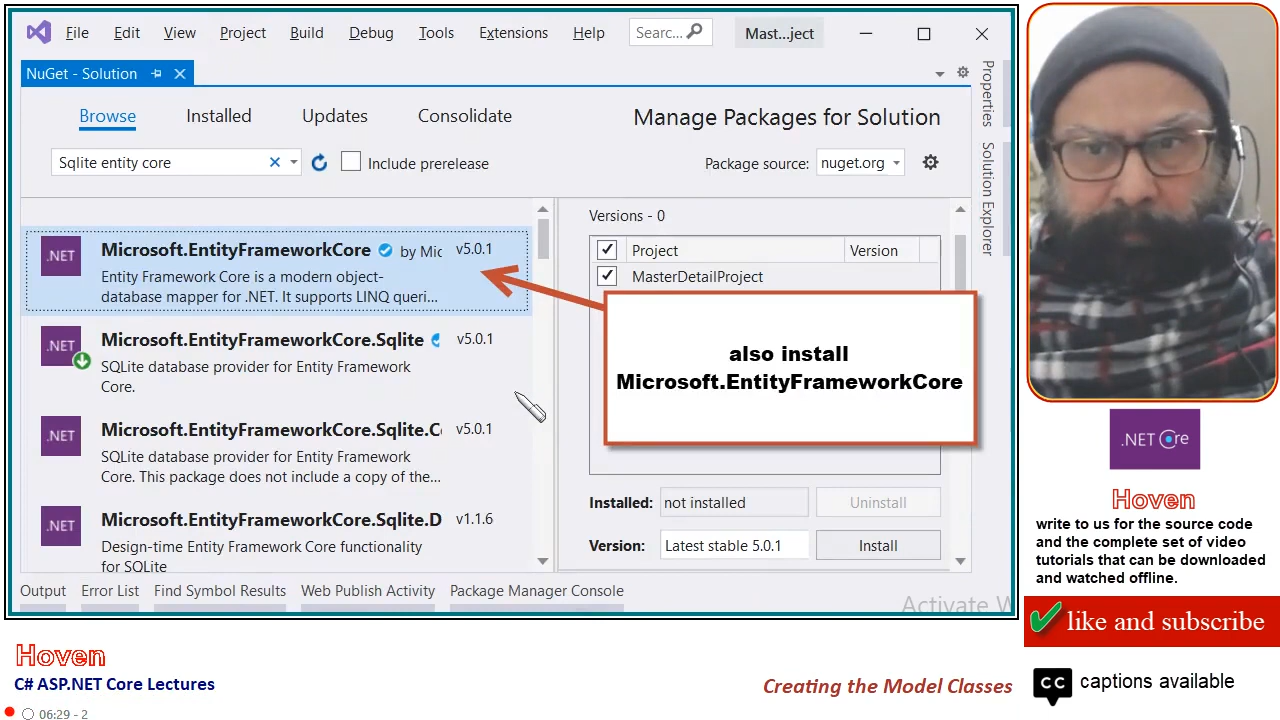 File Edit View Project Build Debug Tools Extensions Help Searc... Mast...ject
NuGet - Solution
Browse Installed Updates Consolidate
Manage Packages for Solution
Sqlite entity core
Include prerelease
Package source: nuget.org
.NET
Microsoft.EntityFrameworkCore by Mic v5.0.1
Entity Framework Core is a modern object-
database mapper for .NET. It supports LINQ queri...
.NET
Microsoft.EntityFrameworkCore.Sqlite v5.0.1
SQLite database provider for Entity Framework
Core.
.NET
Microsoft.EntityFrameworkCore.Sqlite.C v5.0.1
SQLite database provider for Entity Framework
Core. This package does not include a copy of the...
.NET
Microsoft.EntityFrameworkCore.Sqlite.D v1.1.6
Design-time Entity Framework Core functionality
for SQLite
Versions - 0
Project Version
MasterDetailProject
also install
Microsoft.EntityFrameworkCore
Installed: not installed Uninstall
Version: Latest stable 5.0.1 Install
Properties
Solution Explorer
Output Error List Find Symbol Results Web Publish Activity Package Manager Console
Activate W
.NET Core
Hoven
write to us for the source code
and the complete set of video
tutorials that can be downloaded
and watched offline.
like and subscribe
CC captions available
Hoven
C# ASP.NET Core Lectures
Creating the Model Classes
06:29 - 2